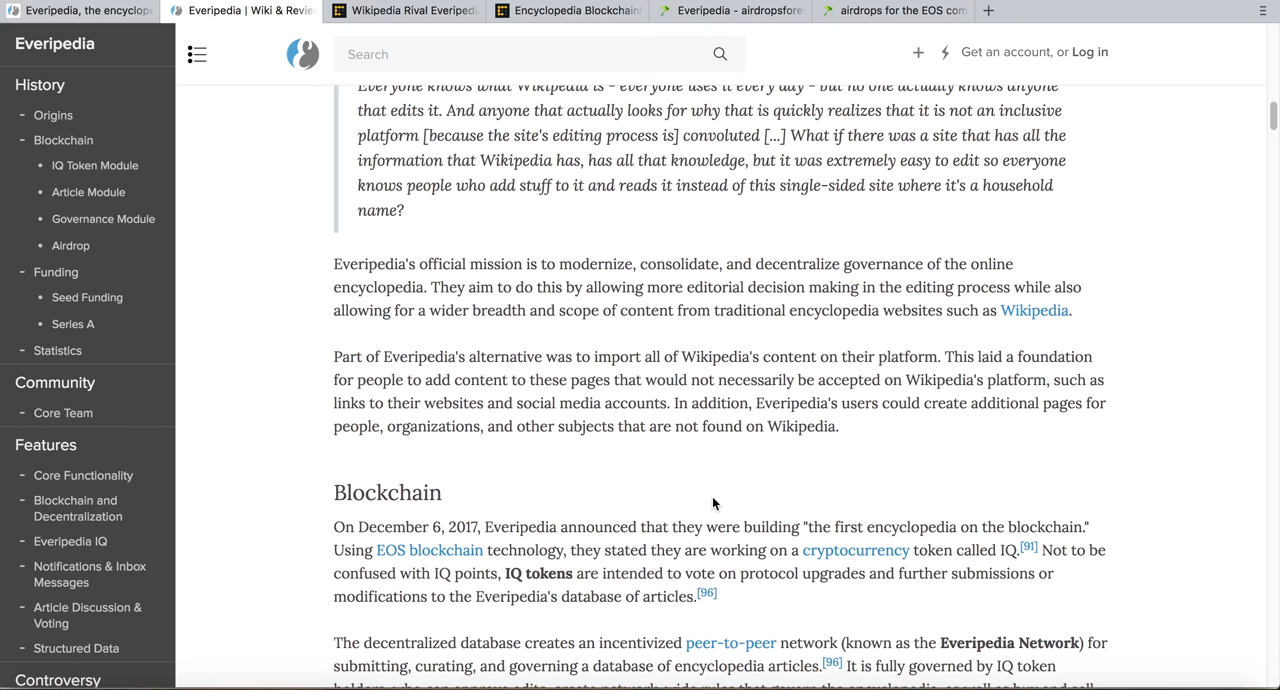 Everipedia, the encyclope
Everipedia | Wiki & Revie
Wikipedia Rival Everipedi
Encyclopedia Blockchain
Everipedia - airdropsfore
airdrops for the EOS com
Everipedia
History
- Origins
- Blockchain
• IQ Token Module
• Article Module
• Governance Module
• Airdrop
- Funding
• Seed Funding
• Series A
- Statistics
Community
- Core Team
Features
- Core Functionality
- Blockchain and
Decentralization
- Everipedia IQ
- Notifications & Inbox
Messages
- Article Discussion &
Voting
- Structured Data
Controversy
Search
Get an account, or Log in
Everyone knows what Wikipedia is - everyone uses it every day - but no one actually knows anyone
that edits it. And anyone that actually looks for why that is quickly realizes that it is not an inclusive
platform [because the site's editing process is] convoluted [...] What if there was a site that has all the
information that Wikipedia has, has all that knowledge, but it was extremely easy to edit so everyone
knows people who add stuff to it and reads it instead of this single-sided site where it's a household
name?
Everipedia's official mission is to modernize, consolidate, and decentralize governance of the online
encyclopedia. They aim to do this by allowing more editorial decision making in the editing process while also
allowing for a wider breadth and scope of content from traditional encyclopedia websites such as Wikipedia.
Part of Everipedia's alternative was to import all of Wikipedia's content on their platform. This laid a foundation
for people to add content to these pages that would not necessarily be accepted on Wikipedia's platform, such as
links to their websites and social media accounts. In addition, Everipedia's users could create additional pages for
people, organizations, and other subjects that are not found on Wikipedia.
Blockchain
On December 6, 2017, Everipedia announced that they were building "the first encyclopedia on the blockchain."
Using EOS blockchain technology, they stated they are working on a cryptocurrency token called IQ.[91] Not to be
confused with IQ points, IQ tokens are intended to vote on protocol upgrades and further submissions or
modifications to the Everipedia's database of articles.[96]
The decentralized database creates an incentivized peer-to-peer network (known as the Everipedia Network) for
submitting, curating, and governing a database of encyclopedia articles.[96] It is fully governed by IQ token